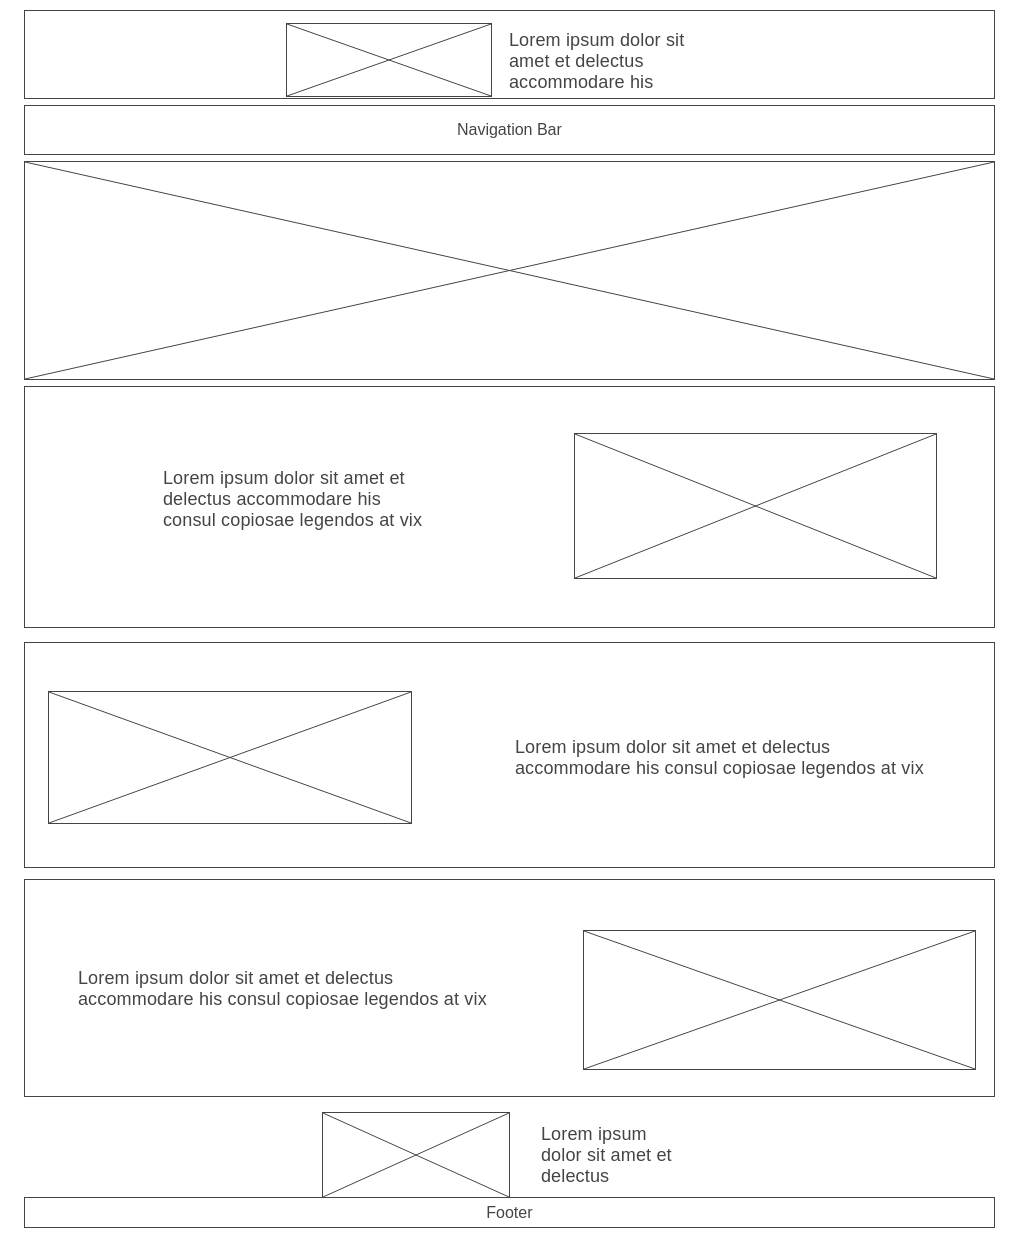 Lorem ipsum dolor sit
amet et delectus
accommodare his
Navigation Bar
Lorem ipsum dolor sit amet et
delectus accommodare his
consul copiosae legendos at vix
Lorem ipsum dolor sit amet et delectus
accommodare his consul copiosae legendos at vix
Lorem ipsum dolor sit amet et delectus
accommodare his consul copiosae legendos at vix
Lorem ipsum
dolor sit amet et
delectus
Footer